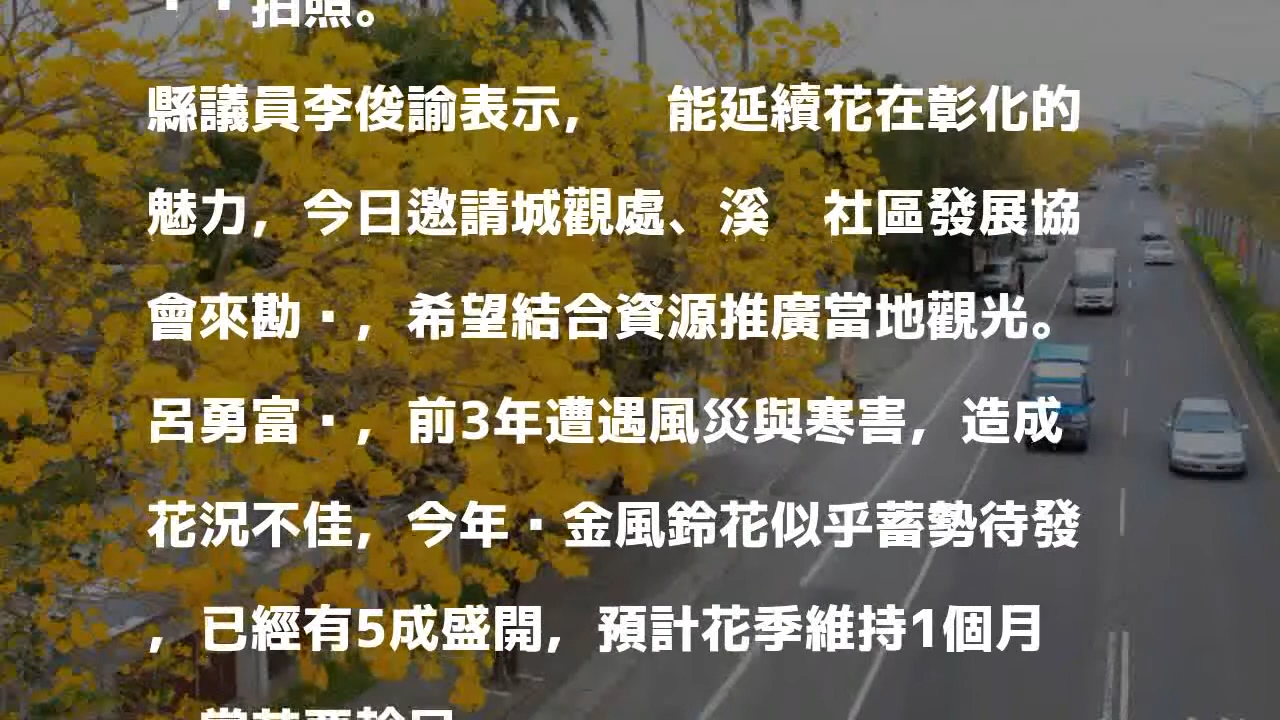 ・・拍照。
縣議員李俊諭表示，　能延續花在彰化的
魅力，今日邀請城觀處、溪　社區發展協
會來勘・，希望結合資源推廣當地觀光。
呂勇富・，前3年遭遇風災與寒害，造成
花況不佳，今年・金風鈴花似乎蓄勢待發
，已經有5成盛開，預計花季維持1個月